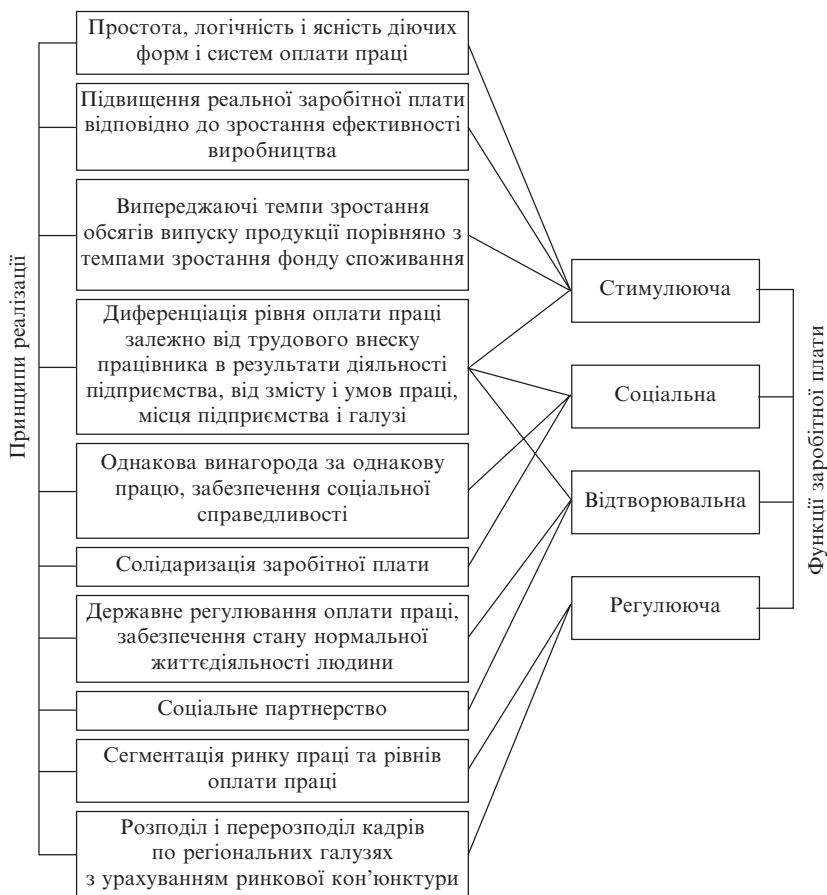 Принципи реалізації
Простота, логічність і ясність діючих
форм і систем оплати праці
Підвищення реальної заробітної плати
відповідно до зростання ефективності
виробництва
Випереджаючі темпи зростання
обсягів випуску продукції порівняно з
темпами зростання фонду споживання
Диференціація рівня оплати праці
залежно від трудового внеску
працівника в результати діяльності
підприємства, від змісту і умов праці,
місця підприємства і галузі
Однакова винагорода за однакову
працю, забезпечення соціальної
справедливості
Солідаризація заробітної плати
Державне регулювання оплати праці,
забезпечення стану нормальної
життєдіяльності людини
Соціальне партнерство
Сегментація ринку праці та рівнів
оплати праці
Розподіл і перерозподіл кадрів
по регіональних галузях
з урахуванням ринкової кон’юнктури
Стимулююча
Соціальна
Відтворювальна
Регулююча
Функції заробітної плати